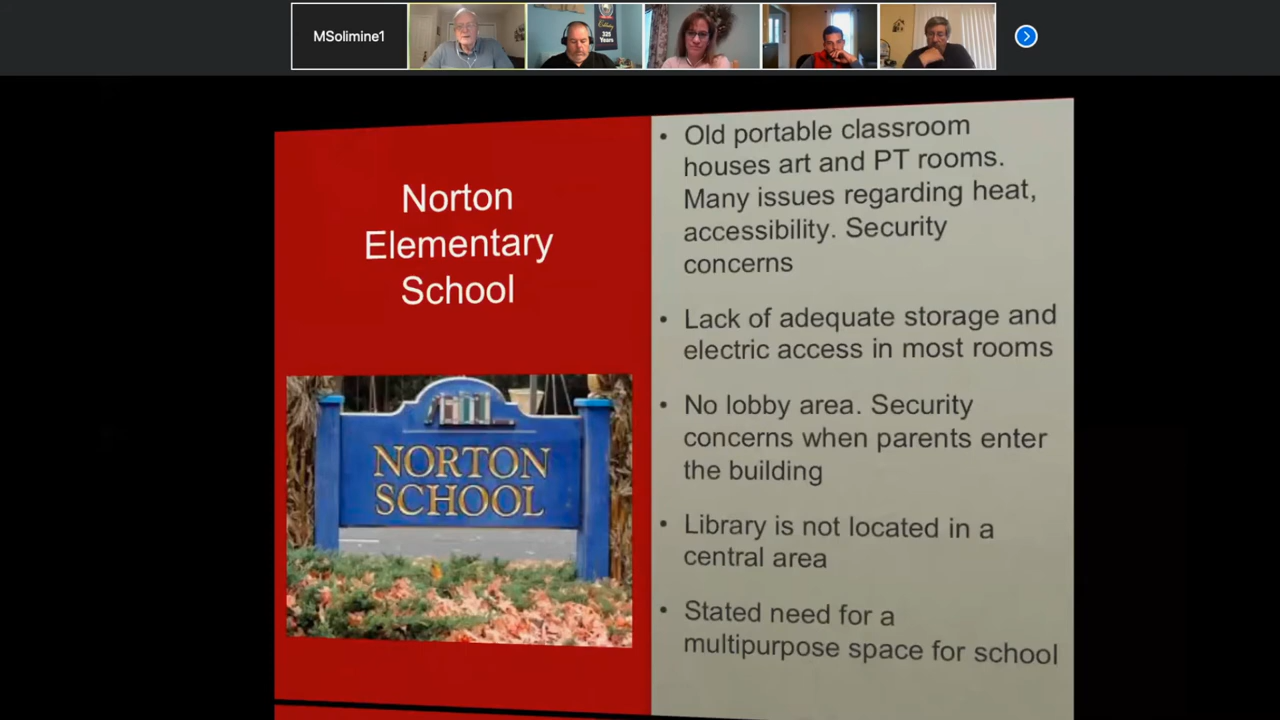 MSolimine1
325
Years
Norton
Elementary
School
NORTON
SCHOOL
• Old portable classroom
houses art and PT rooms.
Many issues regarding heat,
accessibility. Security
concerns
• Lack of adequate storage and
electric access in most rooms
• No lobby area. Security
concerns when parents enter
the building
• Library is not located in a
central area
• Stated need for a
multipurpose space for school